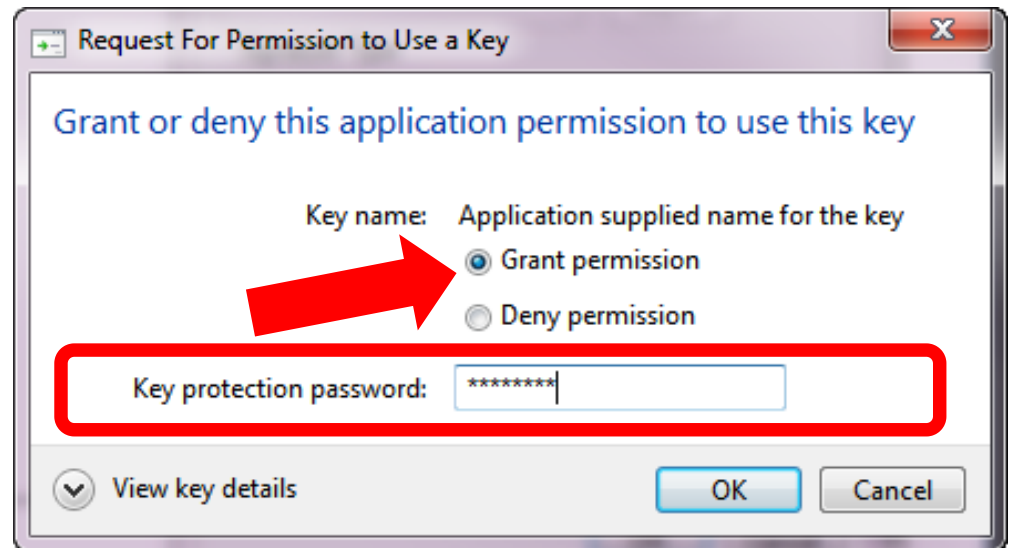 Request For Permission to Use a Key
X
Grant or deny this application permission to use this key
Key name: Application supplied name for the key
Grant permission
Deny permission
Key protection password: ********
View key details OK Cancel